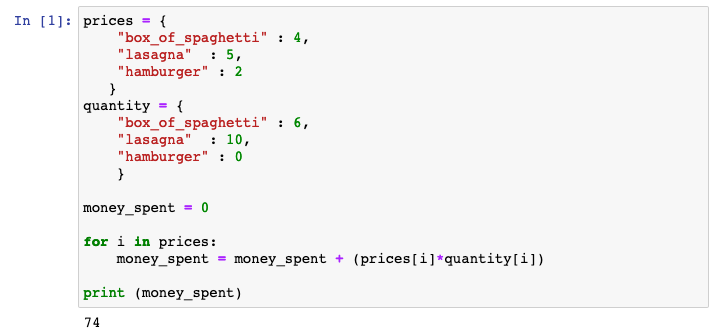 In [1]: prices = {
    "box_of_spaghetti" : 4,
    "lasagna"  : 5,
    "hamburger" : 2
   }
quantity = {
    "box_of_spaghetti" : 6,
    "lasagna"  : 10,
    "hamburger" : 0
    }
money_spent = 0
for i in prices:
    money_spent = money_spent + (prices[i]*quantity[i])
print (money_spent)
74